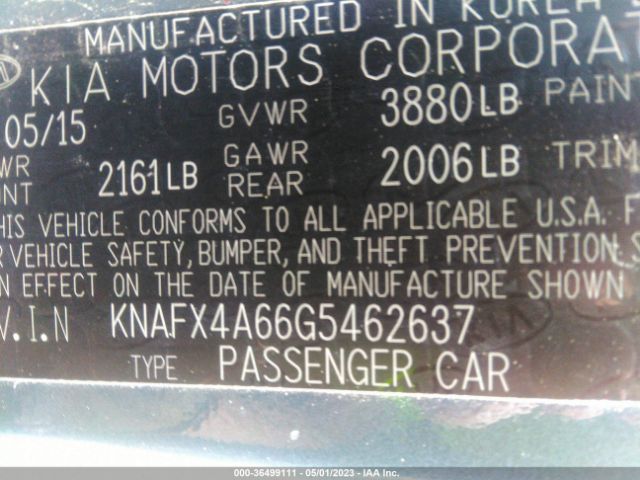 MANUFACTURED IN KOREA
KIA MOTORS CORPORA
05/15 GVWR 3880LB PAIN
WR 2161LB GAWR 2006LB TRIM
NT REAR
HIS VEHICLE CONFORMS TO ALL APPLICABLE U.S.A. F
R VEHICLE SAFETY, BUMPER, AND THEFT PREVENTION S
N EFFECT ON THE DATE OF MANUFACTURE SHOWN
V.I.N KNAFX4A66G5462637
TYPE PASSENGER CAR
000-36499111 - 05/01/2023 - IAA Inc.